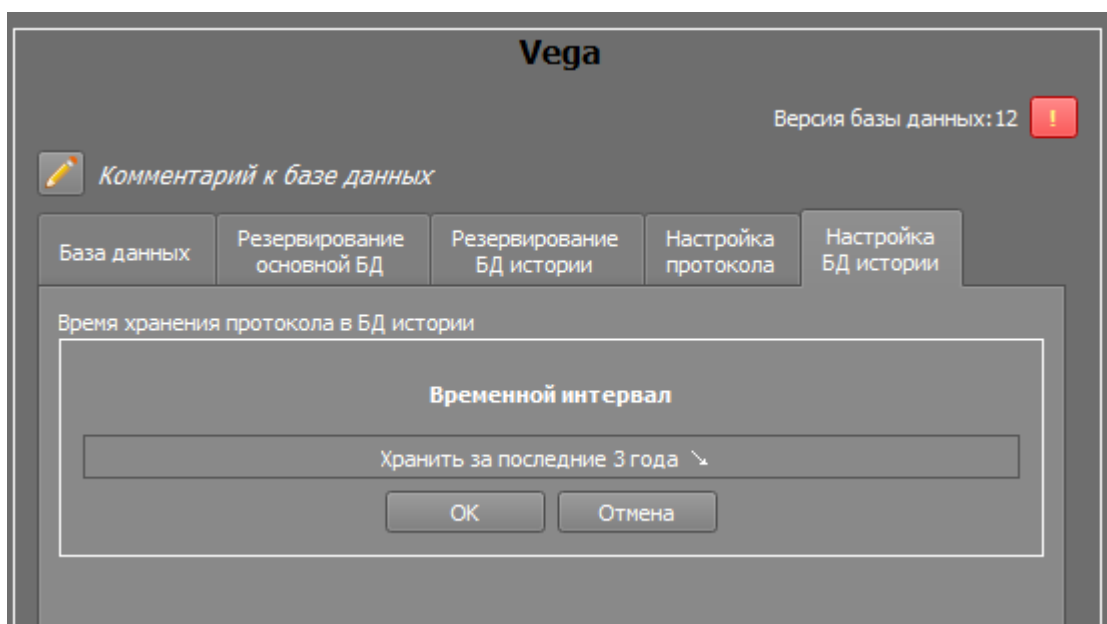 Vega
Версия базы данных: 12 !
Комментарий к базе данных
База данных
Резервирование
основной БД
Резервирование
БД истории
Настройка
протокола
Настройка
БД истории
Время хранения протокола в БД истории
Временной интервал
Хранить за последние 3 года ↘
OK
Отмена